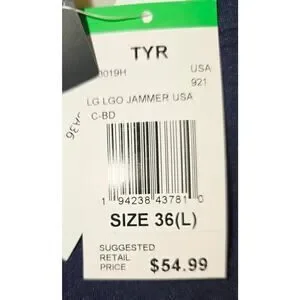 TYR
8019H USA
921
LG LGO JAMMER USA
C-BD
1 94238 43781 0
SIZE 36(L)
SUGGESTED
RETAIL
PRICE $54.99